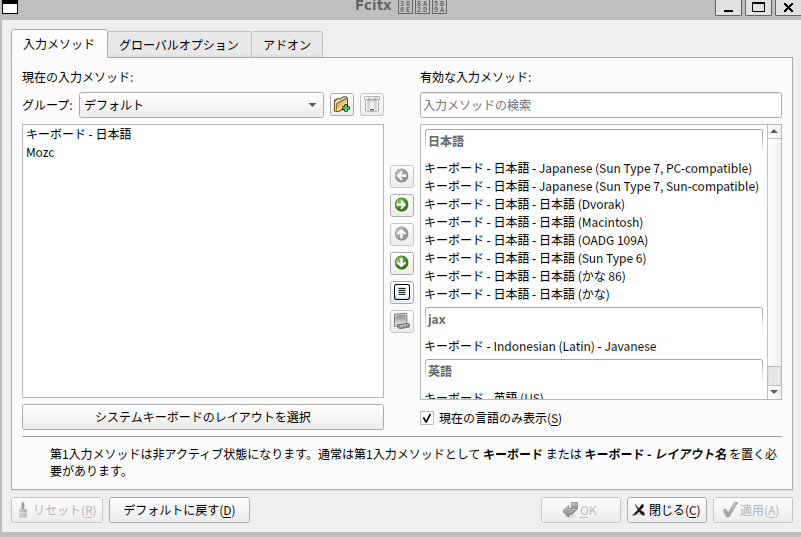 Fcitx
入力メソッド
グローバルオプション
アドオン
現在の入力メソッド:
グループ: デフォルト
キーボード - 日本語
Mozc
システムキーボードのレイアウトを選択
有効な入力メソッド:
入力メソッドの検索
日本語
キーボード - 日本語 - Japanese (Sun Type 7, PC-compatible)
キーボード - 日本語 - Japanese (Sun Type 7, Sun-compatible)
キーボード - 日本語 - 日本語 (Dvorak)
キーボード - 日本語 - 日本語 (Macintosh)
キーボード - 日本語 - 日本語 (OADG 109A)
キーボード - 日本語 - 日本語 (Sun Type 6)
キーボード - 日本語 - 日本語 (かな 86)
キーボード - 日本語 - 日本語 (かな)
jax
キーボード - Indonesian (Latin) - Javanese
英語
キーボード - 英語 (US)
現在の言語のみ表示(S)
第1入力メソッドは非アクティブ状態になります。通常は第1入力メソッドとして キーボード または キーボード - レイアウト名 を置く必
要があります。
リセット(R)
デフォルトに戻す(D)
OK
閉じる(C)
適用(A)